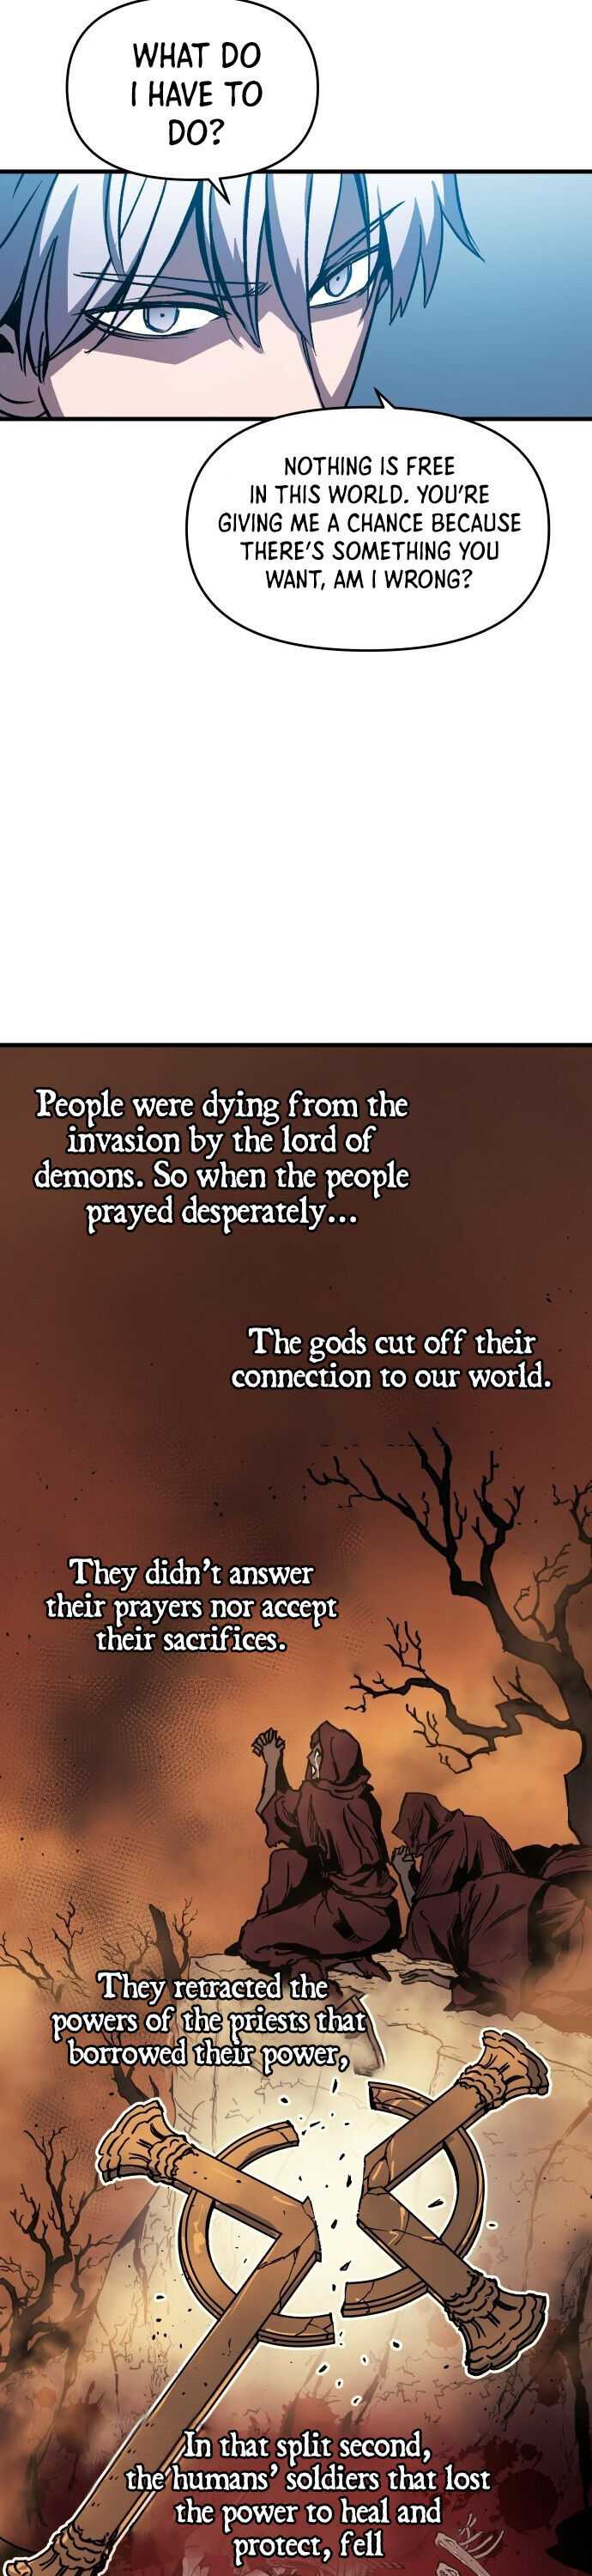 WHAT DO
I HAVE TO
DO?
NOTHING IS FREE
IN THIS WORLD. YOU'RE
GIVING ME A CHANCE BECAUSE
THERE'S SOMETHING YOU
WANT, AM I WRONG?
People were dying from the
invasion by the lord of
demons. So when the people
prayed desperately...
The gods cut off their
connection to our world.
They didn't answer
their prayers nor accept
their sacrifices.
They retracted the
powers of the priests that
borrowed their power,
In that split second,
the humans' soldiers that lost
the power to heal and
protect, fell